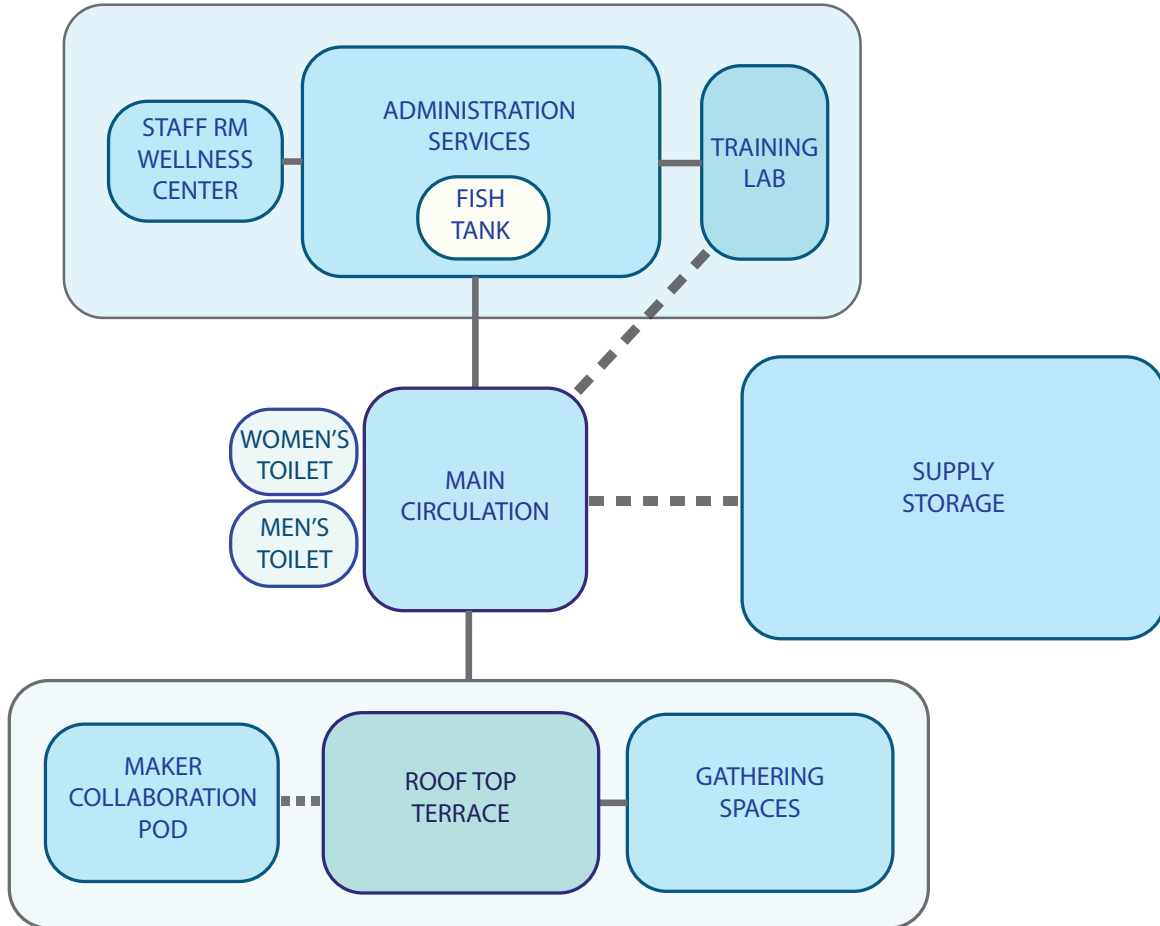 STAFF RM
WELLNESS
CENTER
ADMINISTRATION
SERVICES
FISH
TANK
TRAINING
LAB
WOMEN’S
TOILET
MEN’S
TOILET
MAIN
CIRCULATION
SUPPLY
STORAGE
MAKER
COLLABORATION
POD
ROOF TOP
TERRACE
GATHERING
SPACES